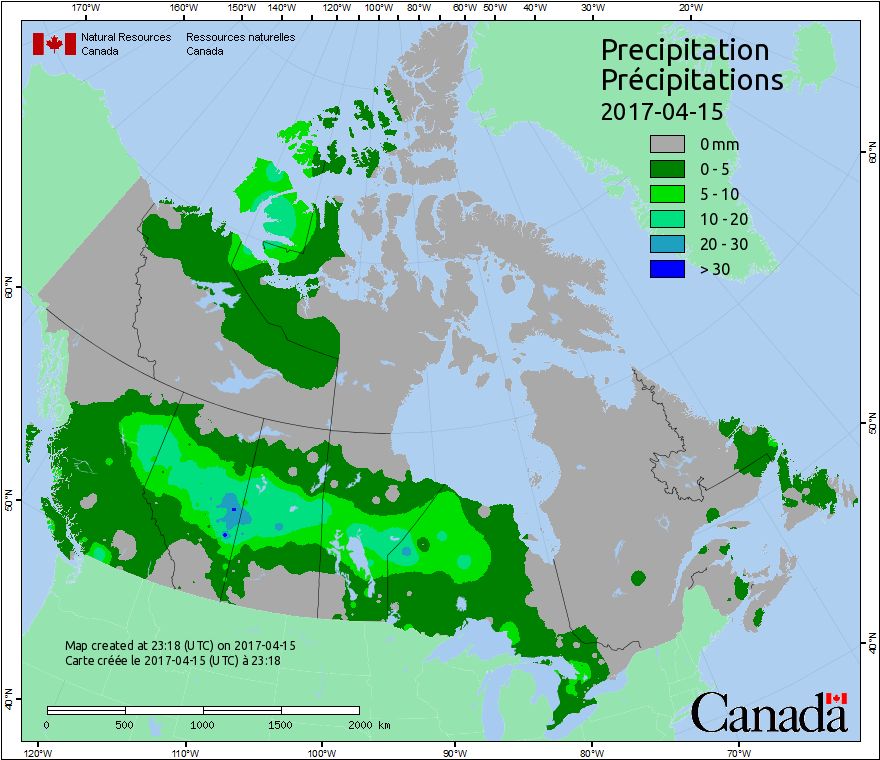 170°W 160°W 150°W 140°W 120°W 100°W 80°W 60°W 50°W 40°W 30°W 20°W
Natural Resources Canada
Ressources naturelles Canada
Precipitation
Précipitations
2017-04-15
0 mm
0 - 5
5 - 10
10 - 20
20 - 30
> 30
60°N
50°N
40°N
60°N
50°N
40°N
Map created at 23:18 (UTC) on 2017-04-15
Carte créée le 2017-04-15 (UTC) à 23:18
0 500 1000 1500 2000 km
Canada
120°W 110°W 100°W 90°W 80°W 70°W